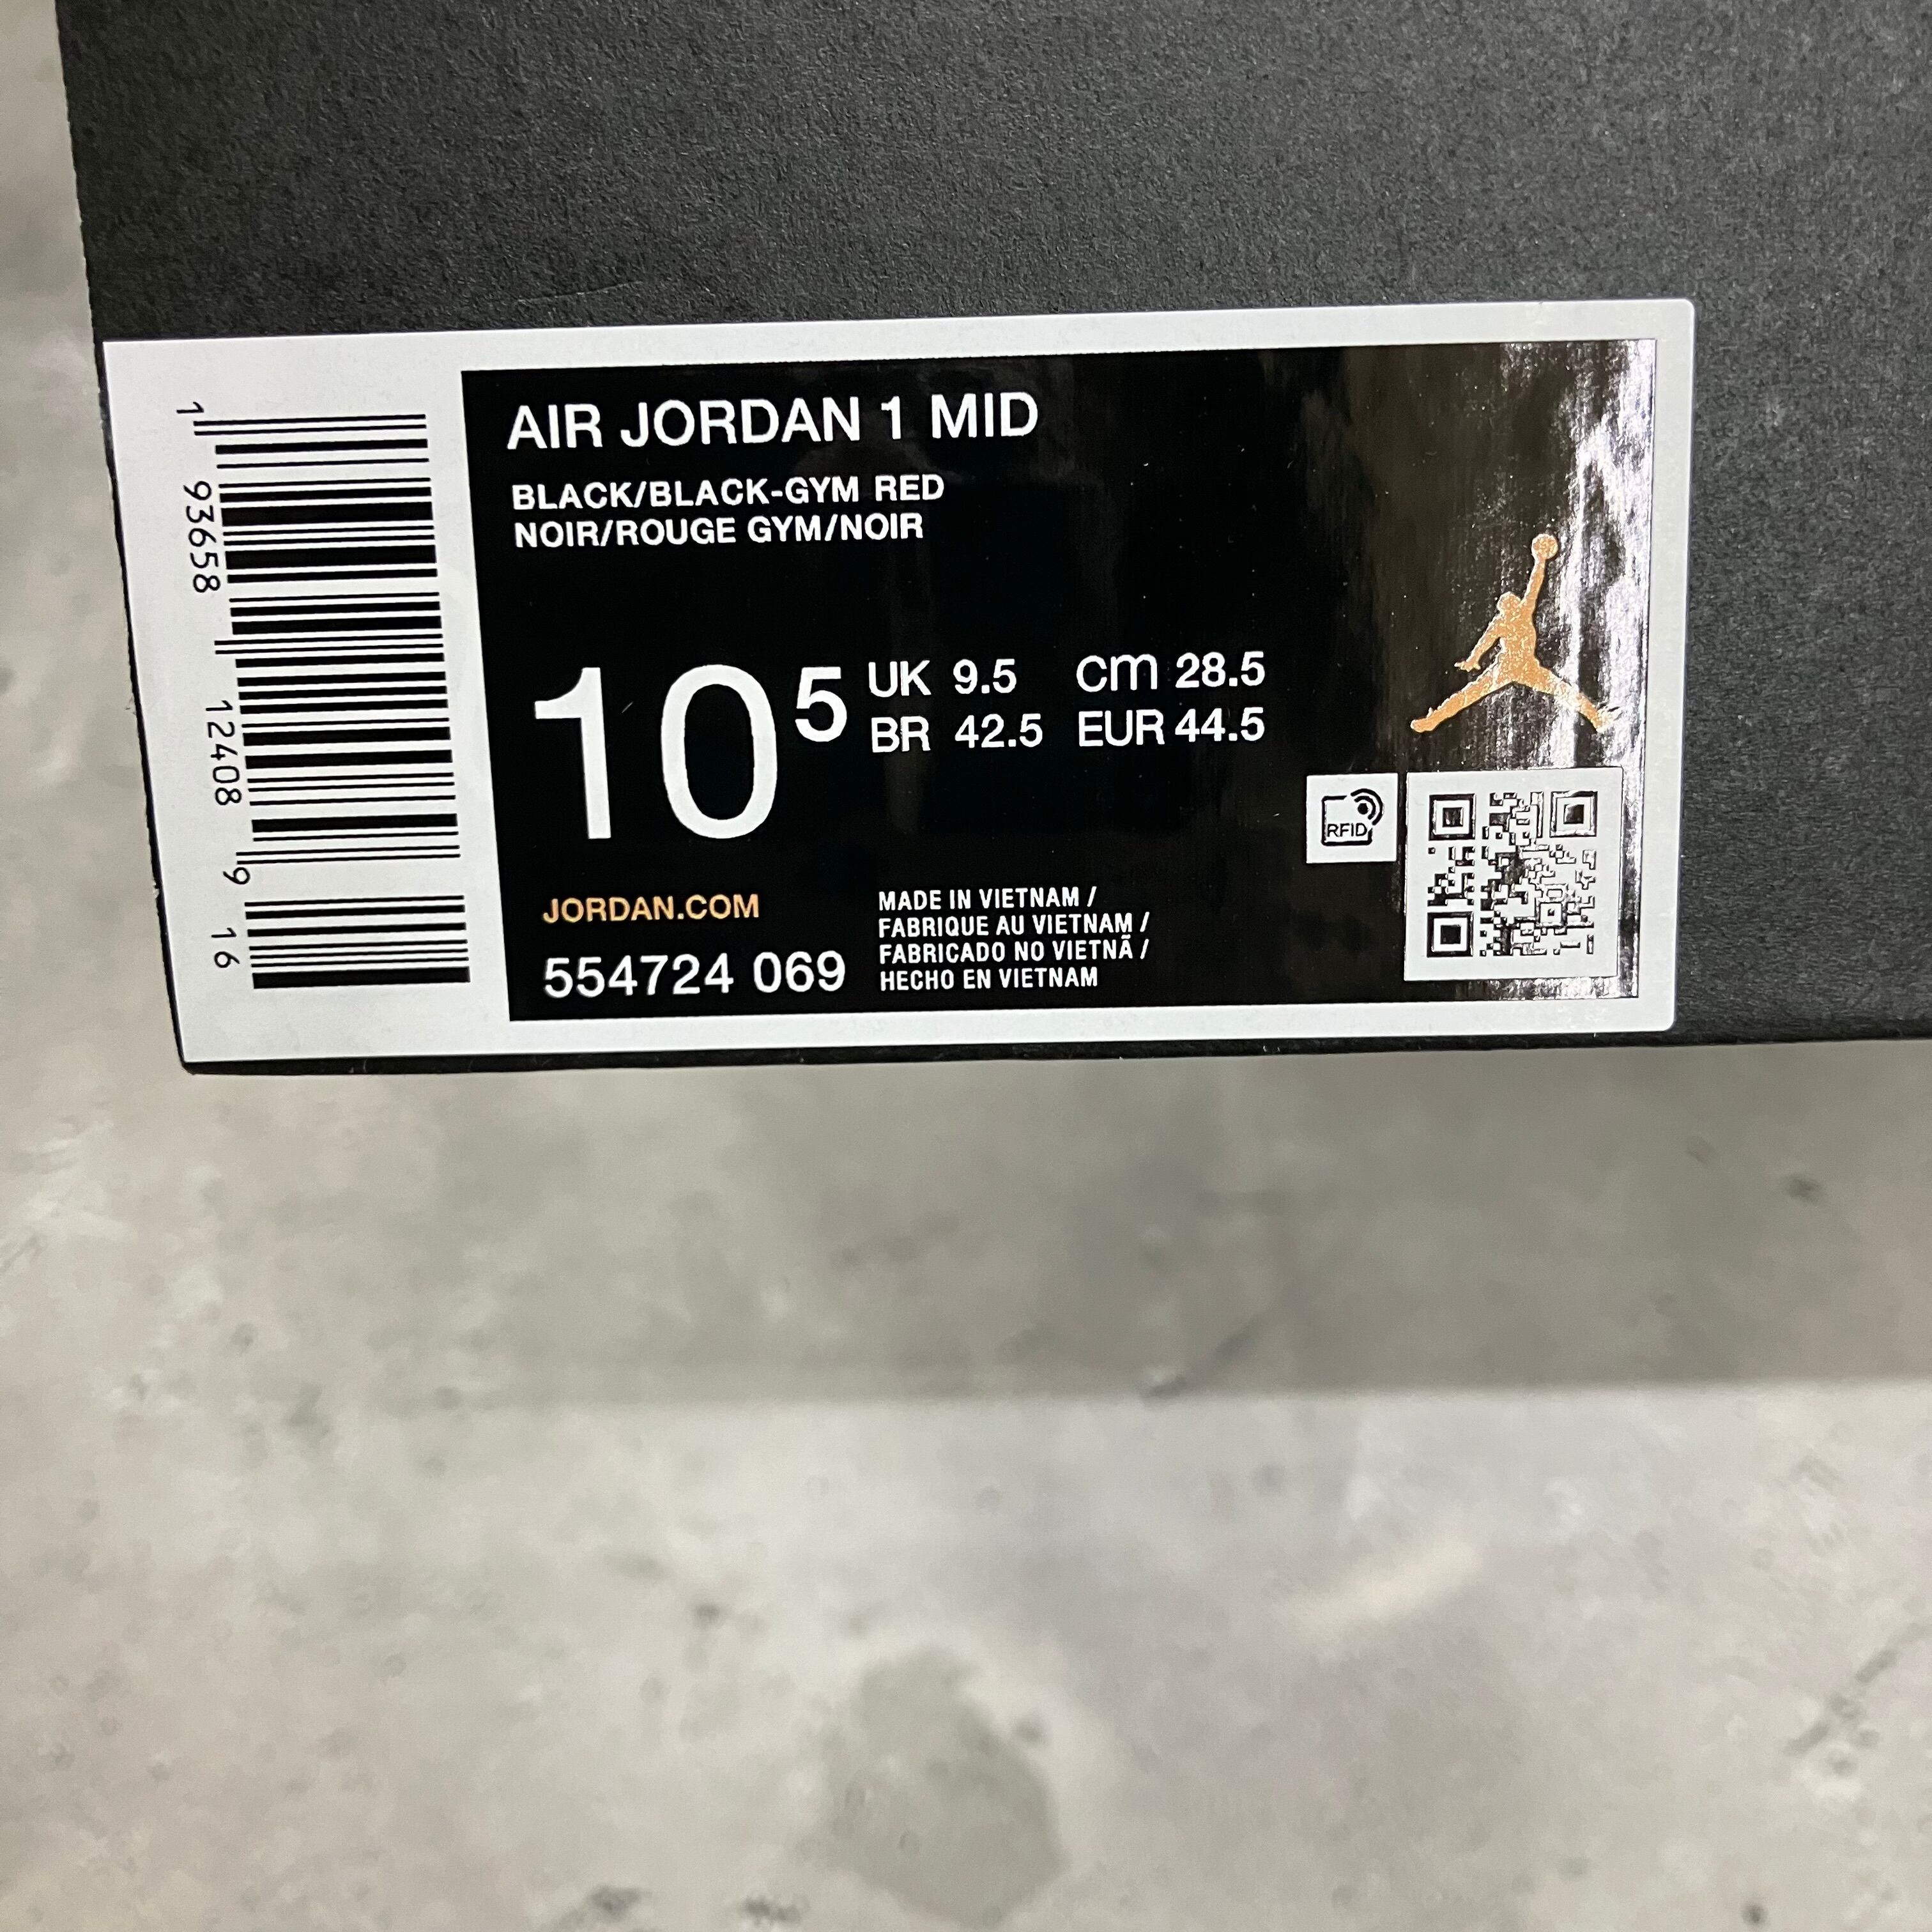 AIR JORDAN 1 MID
BLACK/BLACK-GYM RED
NOIR/ROUGE GYM/NOIR
10 5
UK 9.5 cm 28.5
BR 42.5 EUR 44.5
RFID
JORDAN.COM
554724 069
MADE IN VIETNAM /
FABRIQUE AU VIETNAM /
FABRICADO NO VIETNÃ /
HECHO EN VIETNAM
1 93658 12408 9 16